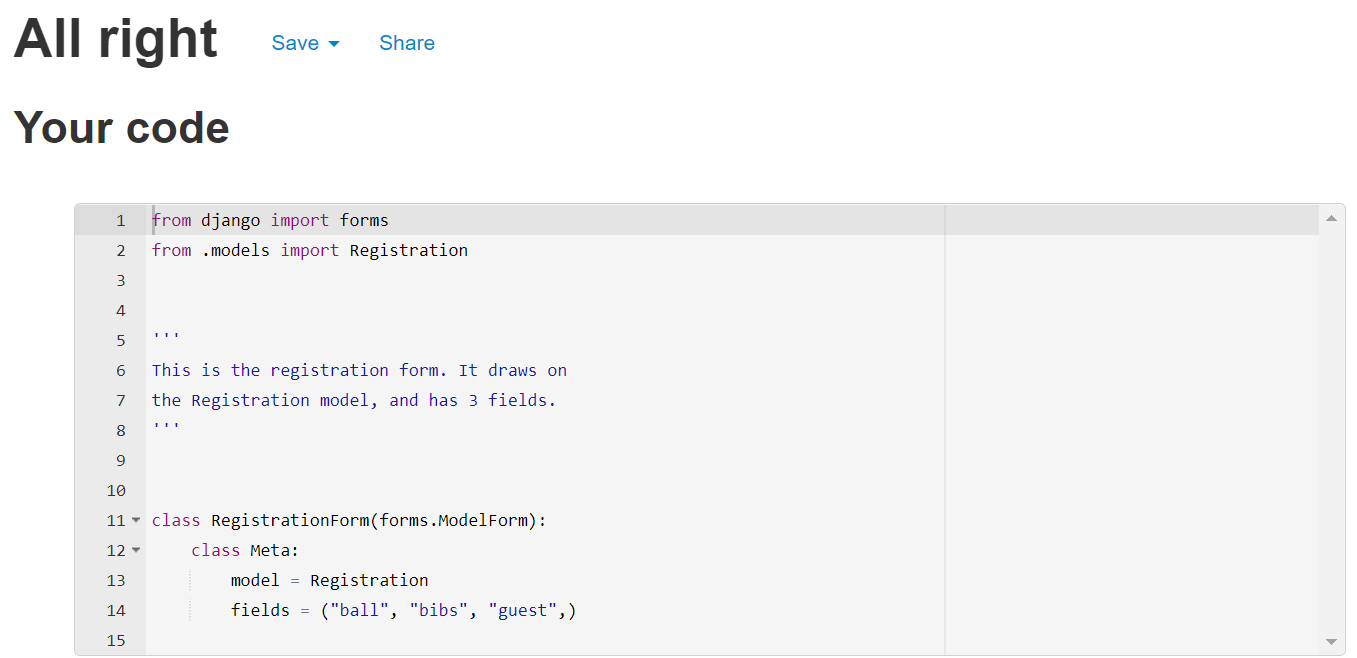 All right Save Share
Your code
1 from django import forms
2 from .models import Registration
3
4
5 '''
6 This is the registration form. It draws on
7 the Registration model, and has 3 fields.
8 '''
9
10
11 class RegistrationForm(forms.ModelForm):
12     class Meta:
13         model = Registration
14         fields = ("ball", "bibs", "guest",)
15